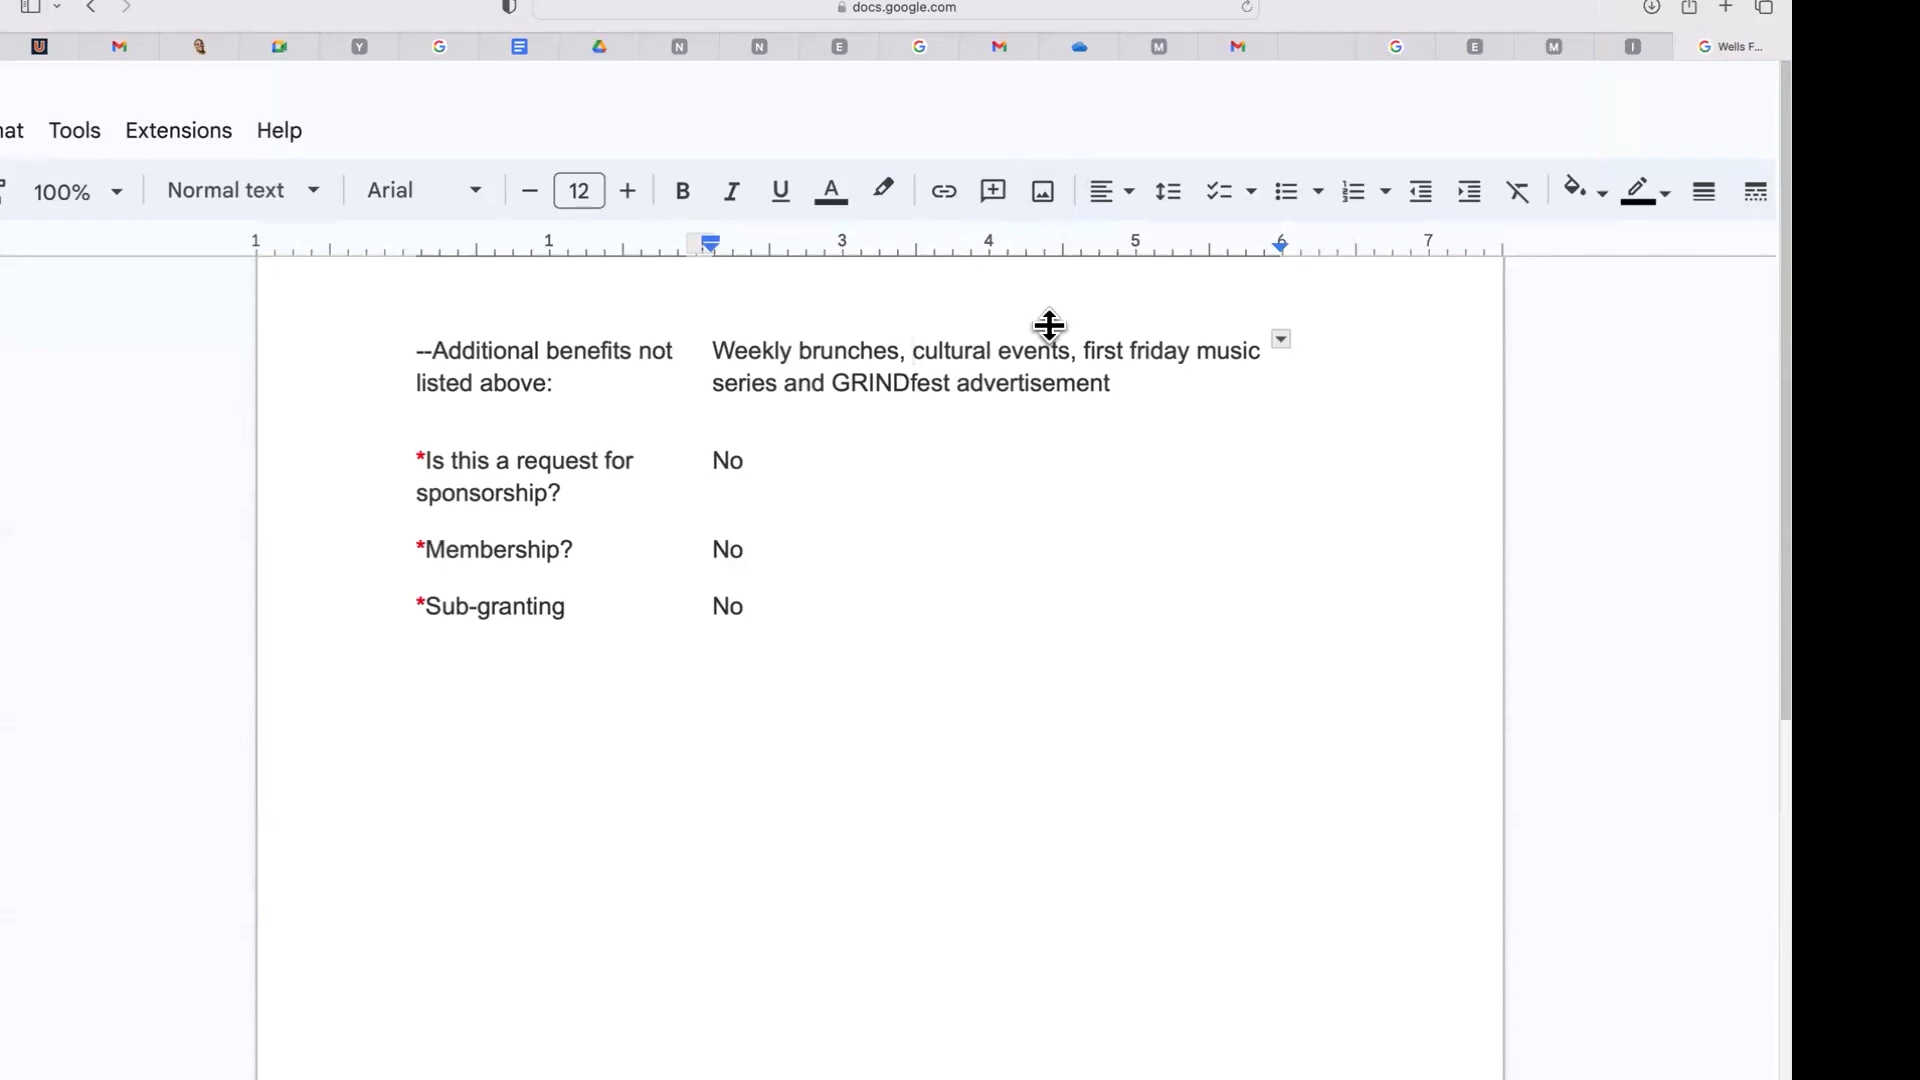 docs.google.com
U Y N N E M E M I Wells F...
nat Tools Extensions Help
100% Normal text Arial 12 B I U A
1 1 3 4 5 6 7
--Additional benefits not
listed above:
Weekly brunches, cultural events, first friday music
series and GRINDfest advertisement
*Is this a request for
sponsorship?
No
*Membership? No
*Sub-granting No